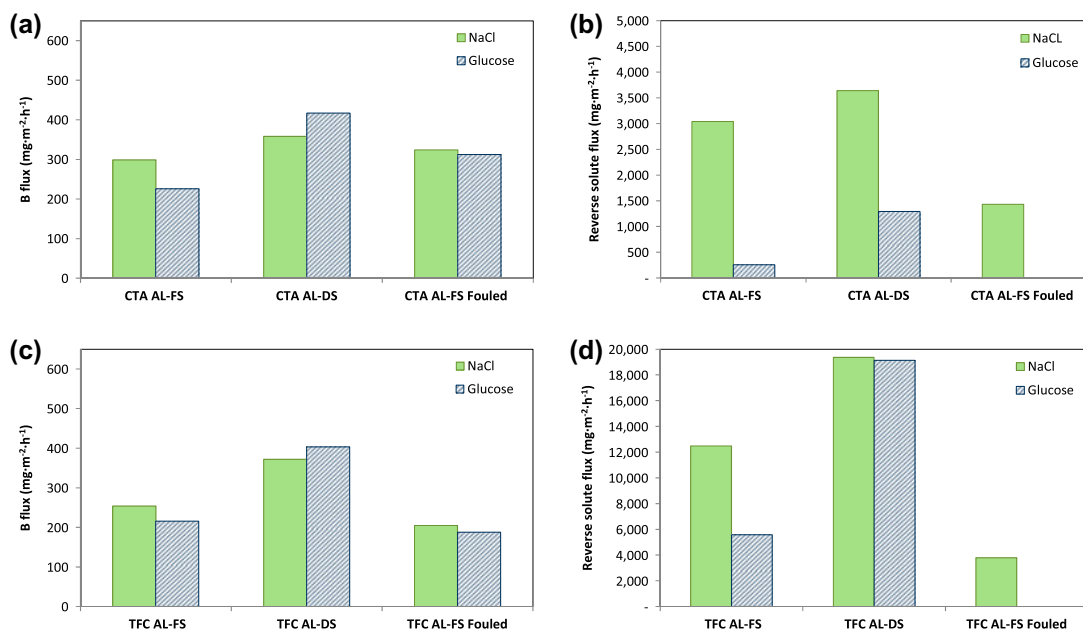 (a)
B flux (mg·m-2·h-1)
600
500
400
300
200
100
0
NaCl
Glucose
CTA AL-FS
CTA AL-DS
CTA AL-FS Fouled
(b)
Reverse solute flux (mg·m-2·h-1)
5,000
4,500
4,000
3,500
3,000
2,500
2,000
1,500
1,000
500
-
NaCL
Glucose
CTA AL-FS
CTA AL-DS
CTA AL-FS Fouled
(c)
B flux (mg·m-2·h-1)
600
500
400
300
200
100
0
NaCl
Glucose
TFC AL-FS
TFC AL-DS
TFC AL-FS Fouled
(d)
Reverse solute flux (mg·m-2·h-1)
20,000
18,000
16,000
14,000
12,000
10,000
8,000
6,000
4,000
2,000
-
NaCl
Glucose
TFC AL-FS
TFC AL-DS
TFC AL-FS Fouled